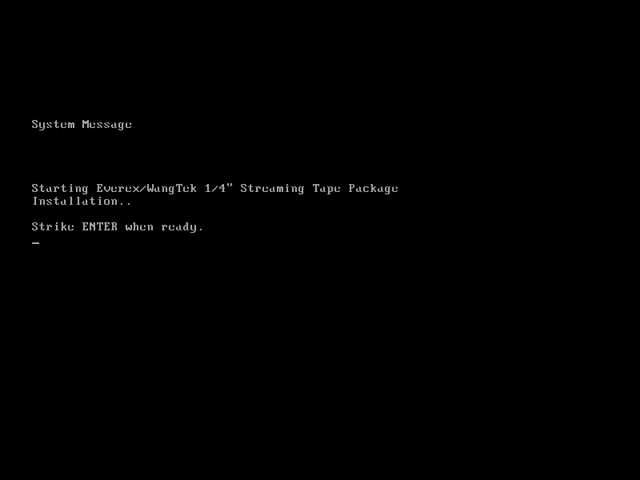 System Message
Starting Everex/WangTek 1/4" Streaming Tape Package
Installation..
Strike ENTER when ready.